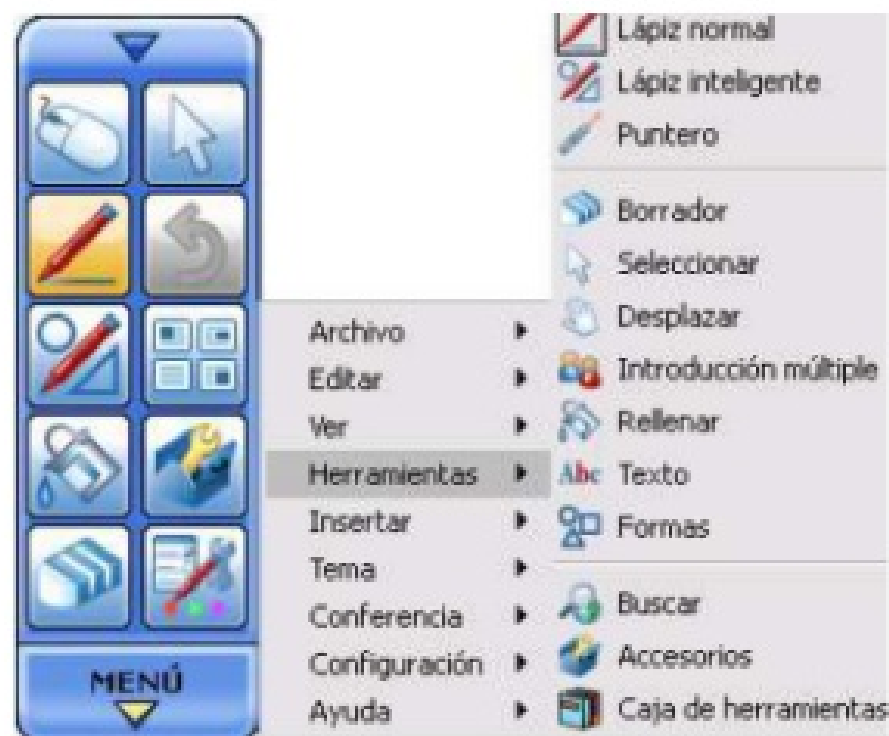 MENÚ
Archivo
Editar
Ver
Herramientas
Insertar
Tema
Conferencia
Configuración
Ayuda
Lápiz normal
Lápiz inteligente
Puntero
Borrador
Seleccionar
Desplazar
Introducción múltiple
Rellenar
Abc Texto
Formas
Buscar
Accesorios
Caja de herramientas